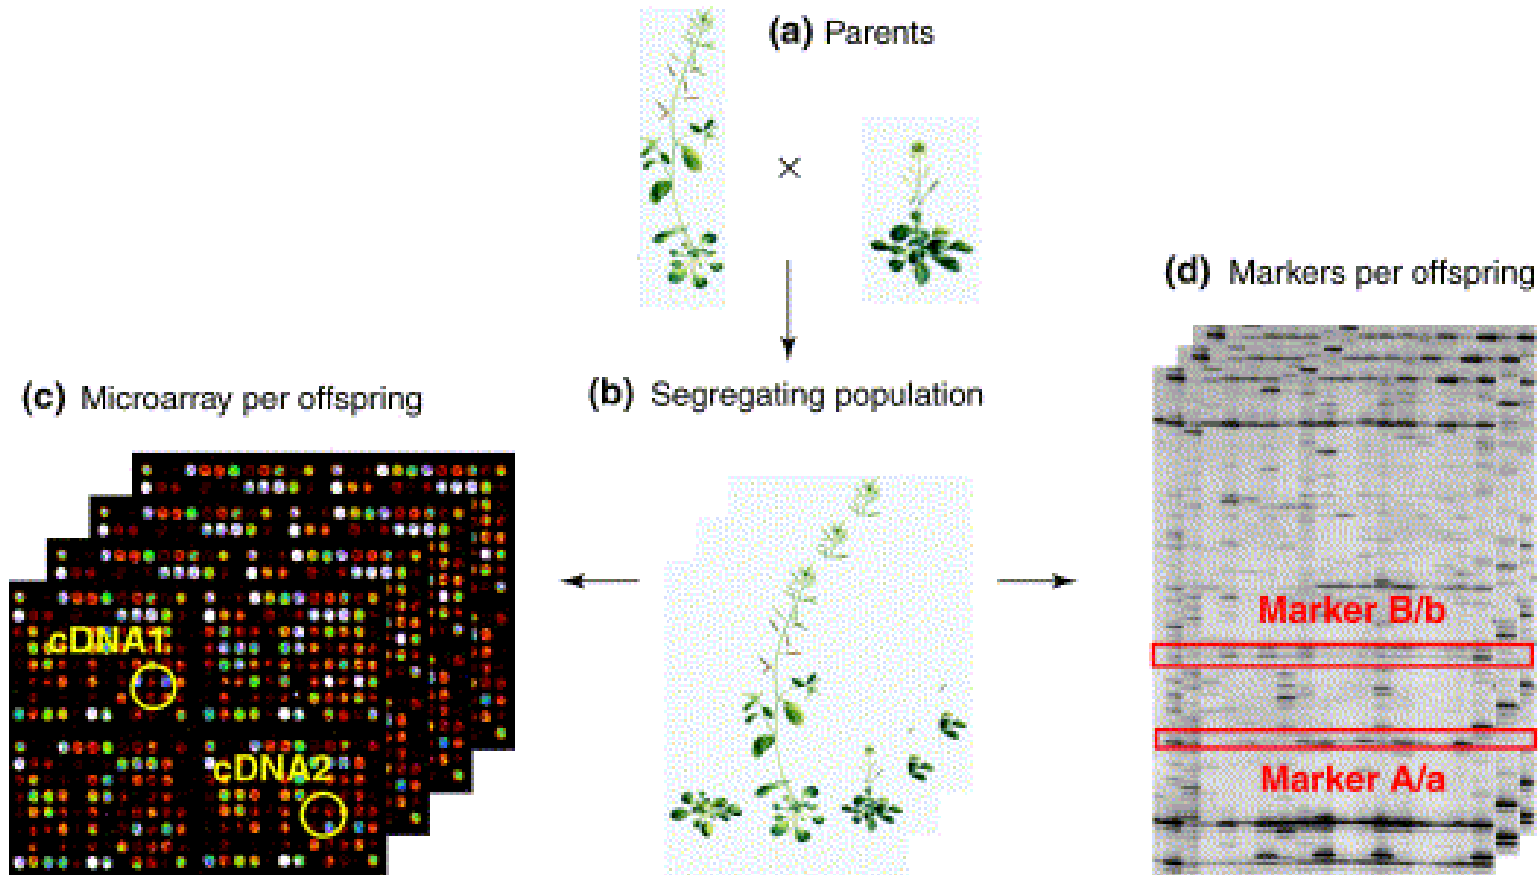 (a) Parents
×
(d) Markers per offspring
(c) Microarray per offspring
(b) Segregating population
cDNA1
cDNA2
Marker B/b
Marker A/a